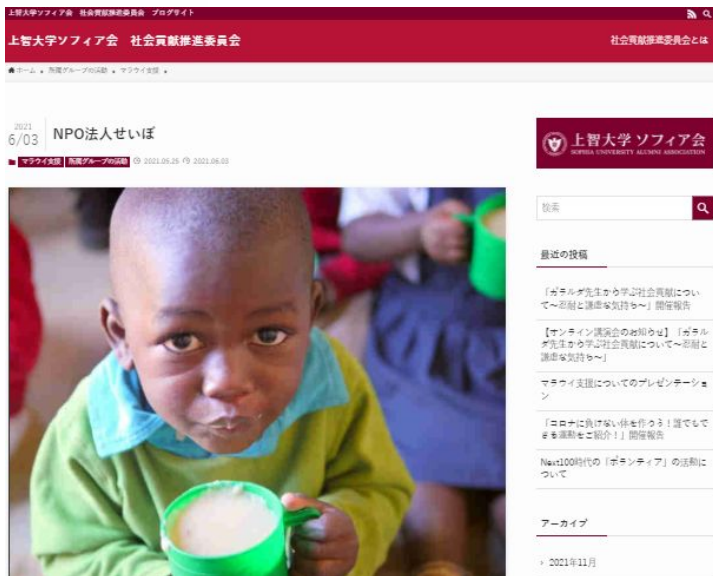 上智大学ソフィア会 社会貢献推進委員会 ブログサイト
上智大学ソフィア会 社会貢献推進委員会
社会貢献推進委員会とは
ホーム
所属グループの活動
マラウイ支援
2021
6/03
NPO法人せいぼ
マラウイ支援 所属グループの活動 2021.05.25 2021.06.03
上智大学 ソフィア会
SOPHIA UNIVERSITY ALUMNI ASSOCIATION
検索
最近の投稿
「ガラルダ先生から学ぶ社会貢献につい
て~忍耐と謙虚な気持ち~」開催報告
【オンライン講演会のお知らせ】「ガラル
ダ先生から学ぶ社会貢献について~忍耐と
謙虚な気持ち~」
マラウイ支援についてのプレゼンテーショ
ン
「コロナに負けない体を作ろう!誰でもで
きる運動をご紹介!」開催報告
Next100時代の「ボランティア」の活動に
ついて
アーカイブ
2021年11月